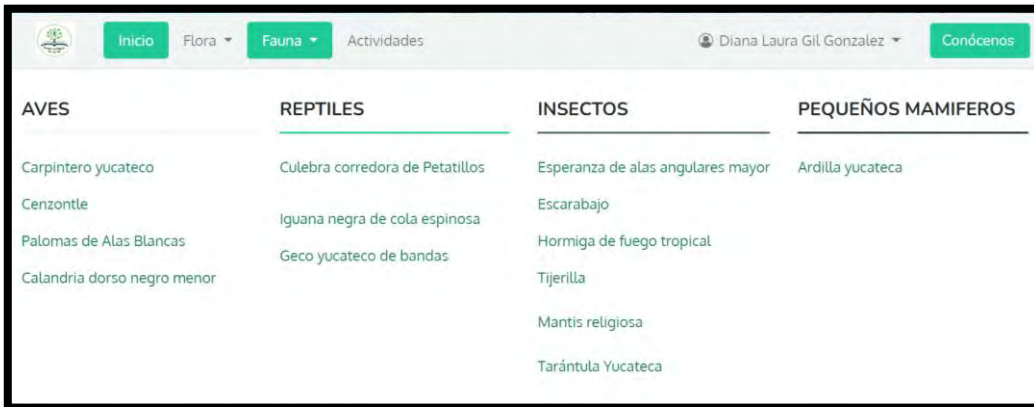 Inicio Flora Fauna Actividades Diana Laura Gil Gonzalez Conócenos
AVES
Carpintero yucateco
Cenzontle
Palomas de Alas Blancas
Calandria dorso negro menor
REPTILES
Culebra corredora de Petatillos
Iguana negra de cola espinosa
Geco yucateco de bandas
INSECTOS
Esperanza de alas angulares mayor
Escarabajo
Hormiga de fuego tropical
Tijerilla
Mantis religiosa
Tarántula Yucateca
PEQUEÑOS MAMIFEROS
Ardilla yucateca